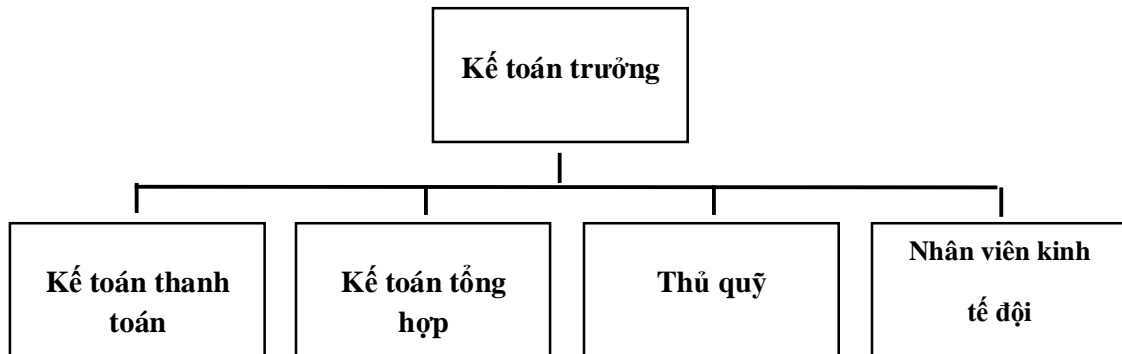 Kế toán trưởng
Kế toán thanh
toán
Kế toán tổng
hợp
Thủ quỹ
Nhân viên kinh
tế đội